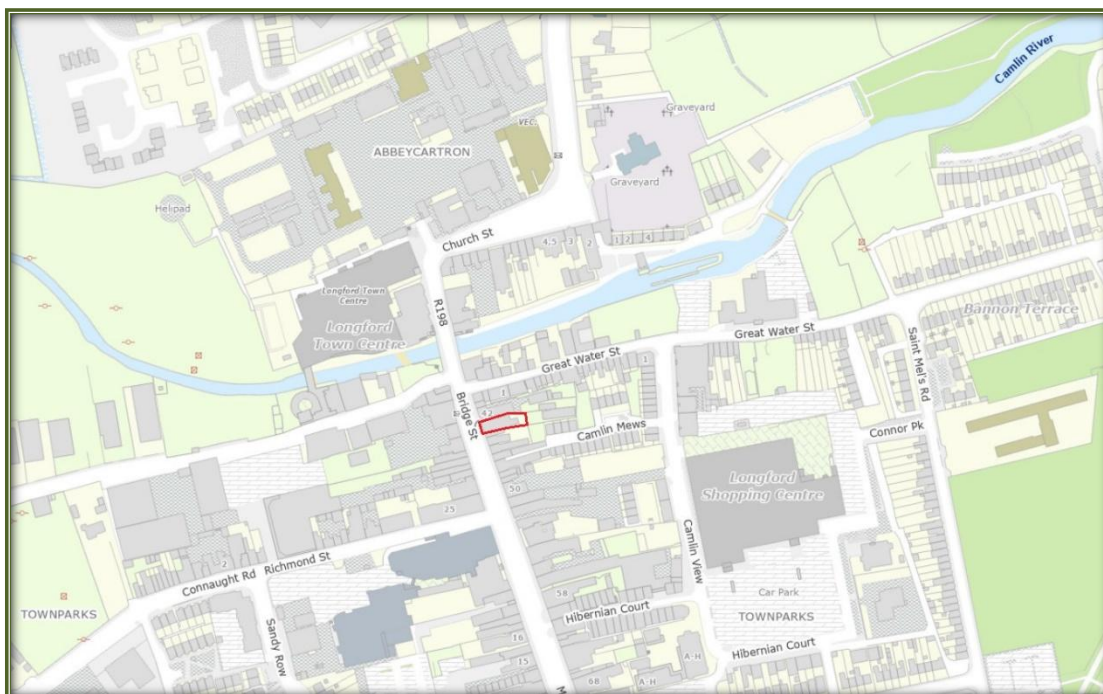 Camlin River
Graveyard
VEC
ABBEYCARTRON
Graveyard
Helipad
Church St
4,5
3
2
1
2
4
Longford Town
Centre
R198
Longford
Town Centre
Bannon Terrace
Great Water St
Saint Mel's Rd
Great Water St
1
1
Bridge St
42
Camlin Mews
Connor Pk
Longford
Shopping Centre
50
25
Camlin View
Richmond St
2
Connaught Rd
58
Car Park
TOWNPARKS
Hibernian Court
TOWNPARKS
Sandy Row
16
Hibernian Court
15
A-H
68
A-H